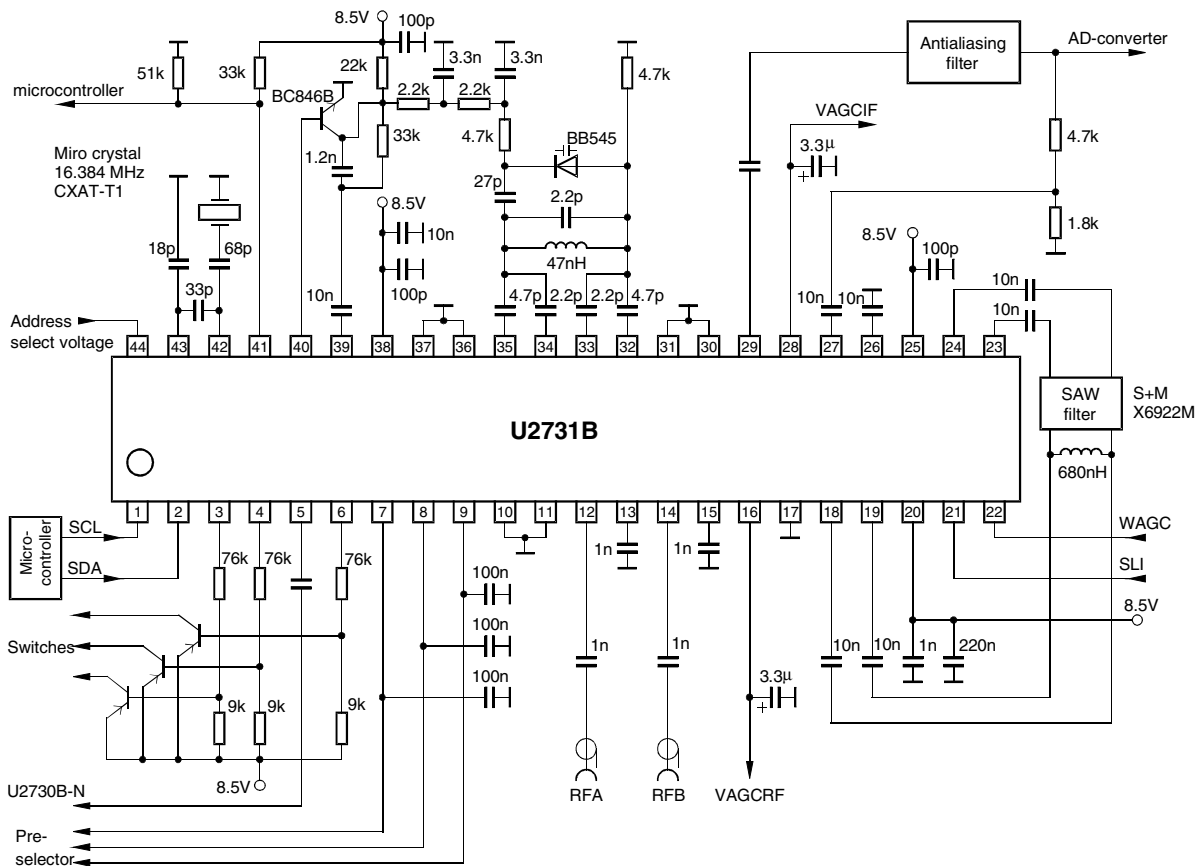 8.5V
100p
51k
33k
22k
3.3n
3.3n
4.7k
Antialiasing
filter
AD-converter
microcontroller
BC846B
2.2k
2.2k
VAGCIF
33k
4.7k
BB545
4.7k
Miro crystal
16.384 MHz
CXAT-T1
1.2n
3.3µ
+
27p
2.2p
1.8k
8.5V
10n
8.5V
100p
18p
68p
47nH
33p
10n
100p
4.7p
2.2p
2.2p
4.7p
10n
10n
10n
10n
Address
select voltage
44
43
42
41
40
39
38
37
36
35
34
33
32
31
30
29
28
27
26
25
24
23
SAW
filter
S+M
X6922M
U2731B
680nH
1
2
3
4
5
6
7
8
9
10
11
12
13
14
15
16
17
18
19
20
21
22
Micro-
controller
SCL
SDA
76k
76k
76k
1n
1n
WAGC
SLI
100n
8.5V
Switches
100n
1n
1n
10n
10n
1n
220n
100n
3.3µ
+
9k
9k
9k
8.5V
U2730B-N
RFA
RFB
VAGCRF
Pre-
selector